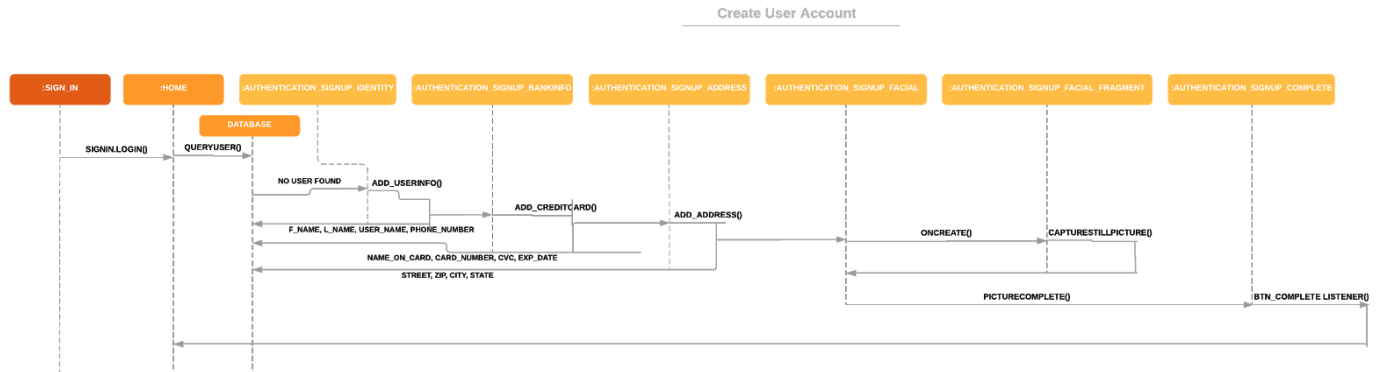 Create User Account
:SIGN_IN
:HOME
:AUTHENTICATION_SIGNUP_IDENTITY
:AUTHENTICATION_SIGNUP_BANKINFO
:AUTHENTICATION_SIGNUP_ADDRESS
:AUTHENTICATION_SIGNUP_FACIAL
:AUTHENTICATION_SIGNUP_FACIAL_FRAGMENT
:AUTHENTICATION_SIGNUP_COMPLETE
DATABASE
SIGNIN.LOGIN()
QUERYUSER()
NO USER FOUND
ADD_USERINFO()
ADD_CREDITCARD()
ADD_ADDRESS()
F_NAME, L_NAME, USER_NAME, PHONE_NUMBER
ONCREATE()
CAPTURESTILLPICTURE()
NAME_ON_CARD, CARD_NUMBER, CVC, EXP_DATE
STREET, ZIP, CITY, STATE
PICTURECOMPLETE()
BTN_COMPLETE LISTENER()